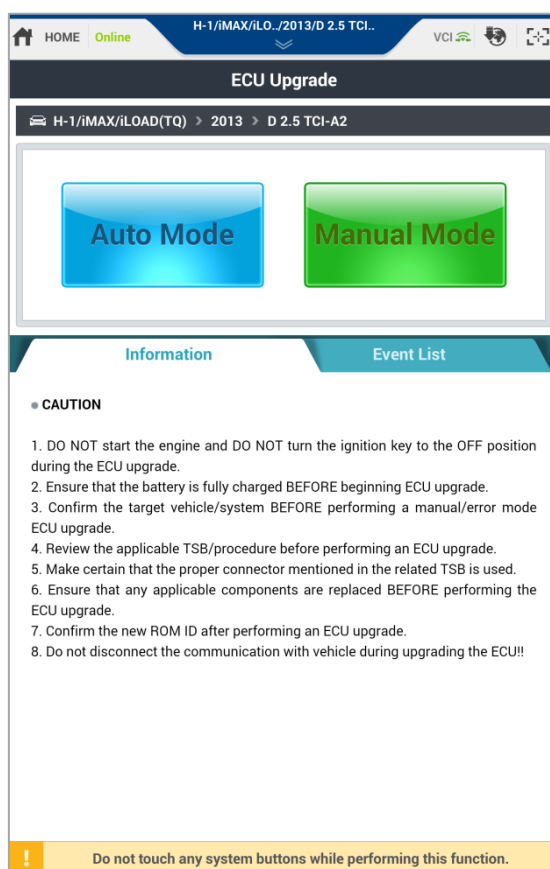 HOME Online H-1/iMAX/iLO../2013/D 2.5 TCI.. VCI
ECU Upgrade
H-1/iMAX/iLOAD(TQ) > 2013 > D 2.5 TCI-A2
Auto Mode Manual Mode
Information Event List
CAUTION
1. DO NOT start the engine and DO NOT turn the ignition key to the OFF position
during the ECU upgrade.
2. Ensure that the battery is fully charged BEFORE beginning ECU upgrade.
3. Confirm the target vehicle/system BEFORE performing a manual/error mode
ECU upgrade.
4. Review the applicable TSB/procedure before performing an ECU upgrade.
5. Make certain that the proper connector mentioned in the related TSB is used.
6. Ensure that any applicable components are replaced BEFORE performing the
ECU upgrade.
7. Confirm the new ROM ID after performing an ECU upgrade.
8. Do not disconnect the communication with vehicle during upgrading the ECU!!
! Do not touch any system buttons while performing this function.